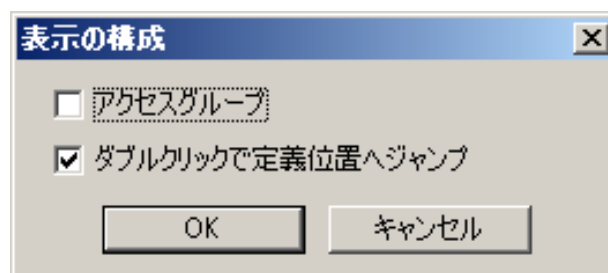 表示の構成
アクセスグループ
ダブルクリックで定義位置へジャンプ
OK
キャンセル